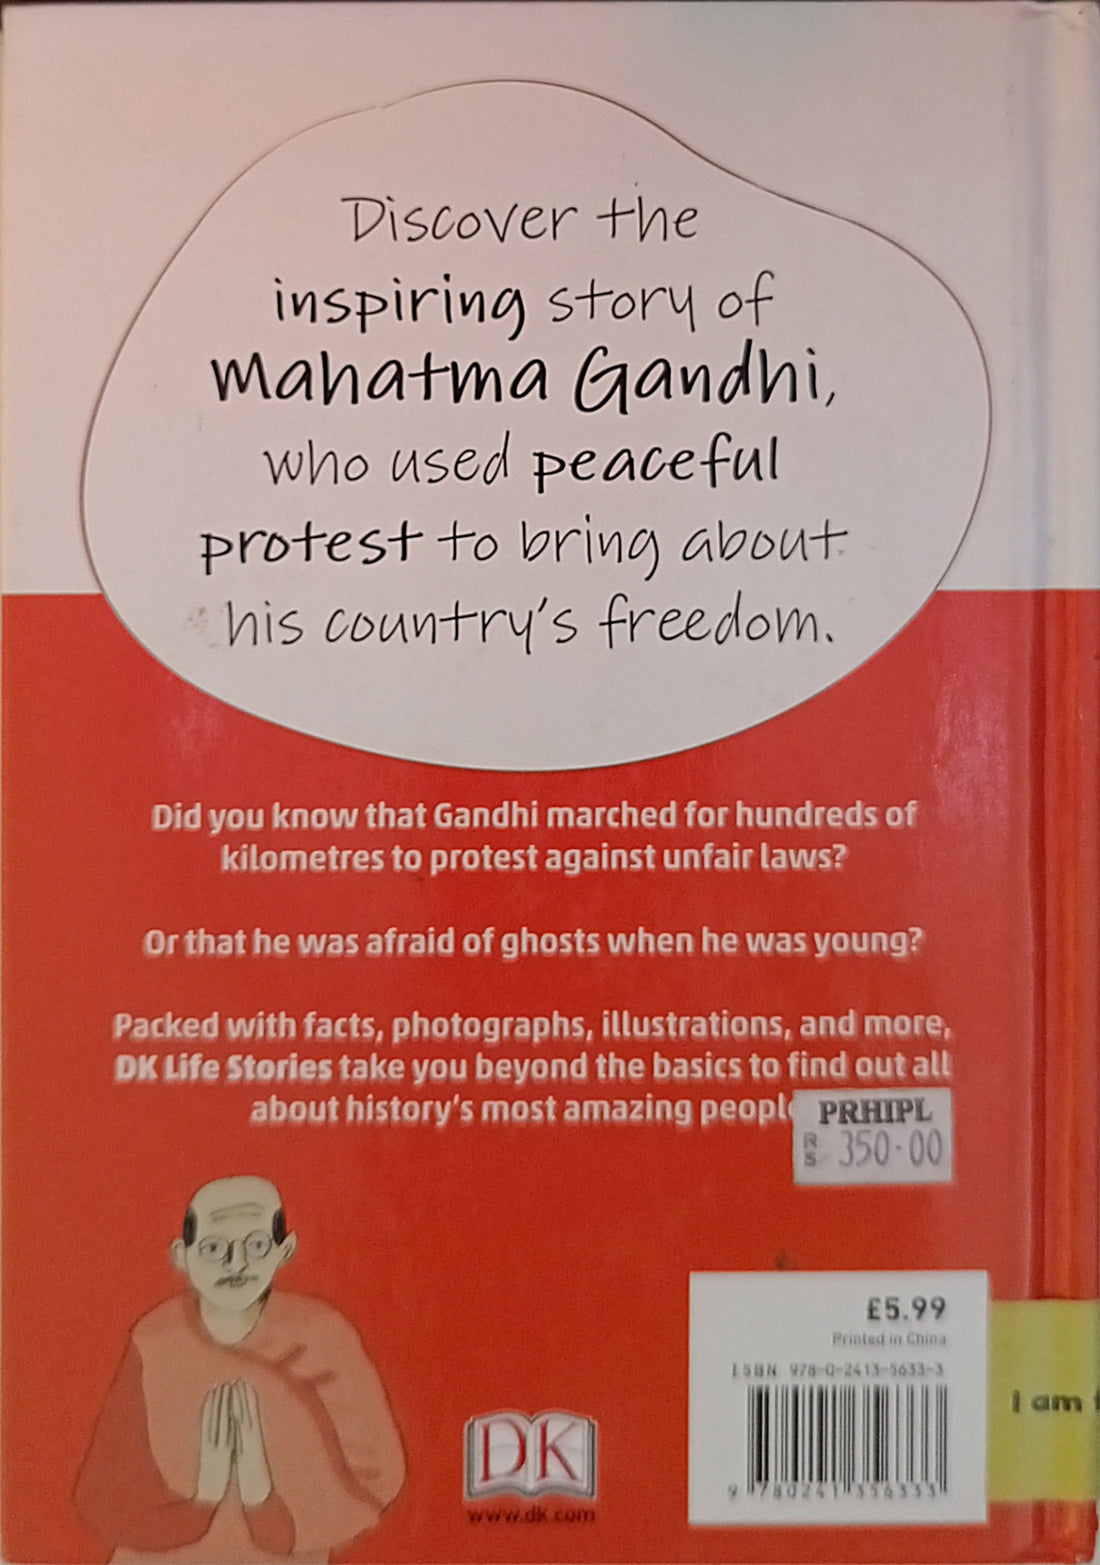 Discover the
inspiring story of
Mahatma Gandhi,
who used peaceful
protest to bring about
his country's freedom.
Did you know that Gandhi marched for hundreds of
kilometres to protest against unfair laws?
Or that he was afraid of ghosts when he was young?
Packed with facts, photographs, illustrations, and more,
DK Life Stories take you beyond the basics to find out all
about history's most amazing people
PRHIPL
RS 350.00
£5.99
Printed in China
ISBN 978-0-2413-5633-3
9 780241 356333
DK
www.dk.com
I am